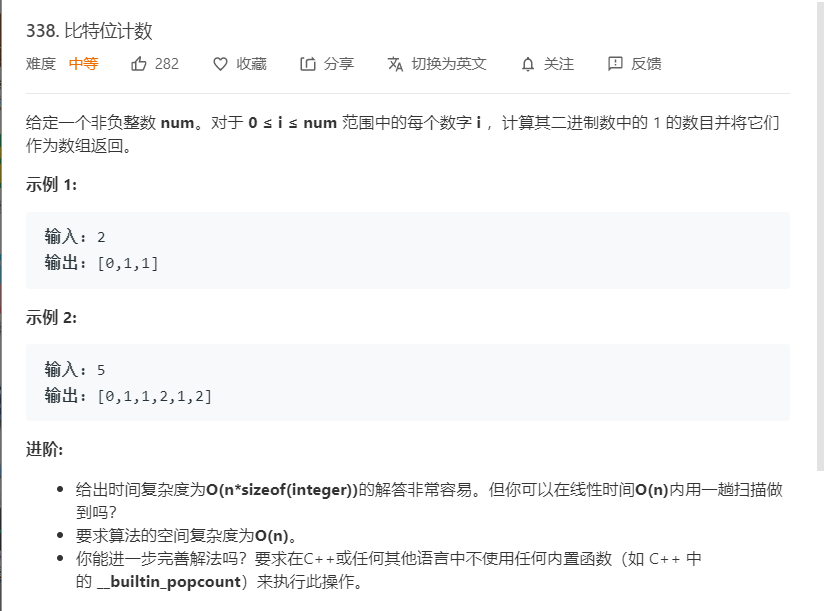 338. 比特位计数
难度 中等 282 收藏 分享 切换为英文 关注 反馈
给定一个非负整数 num。对于 0 ≤ i ≤ num 范围中的每个数字 i ，计算其二进制数中的 1 的数目并将它们
作为数组返回。
示例 1:
输入: 2
输出: [0,1,1]
示例 2:
输入: 5
输出: [0,1,1,2,1,2]
进阶:
• 给出时间复杂度为O(n*sizeof(integer))的解答非常容易。但你可以在线性时间O(n)内用一趟扫描做
到吗？
• 要求算法的空间复杂度为O(n)。
• 你能进一步完善解法吗？要求在C++或任何其他语言中不使用任何内置函数（如 C++ 中
的 __builtin_popcount）来执行此操作。